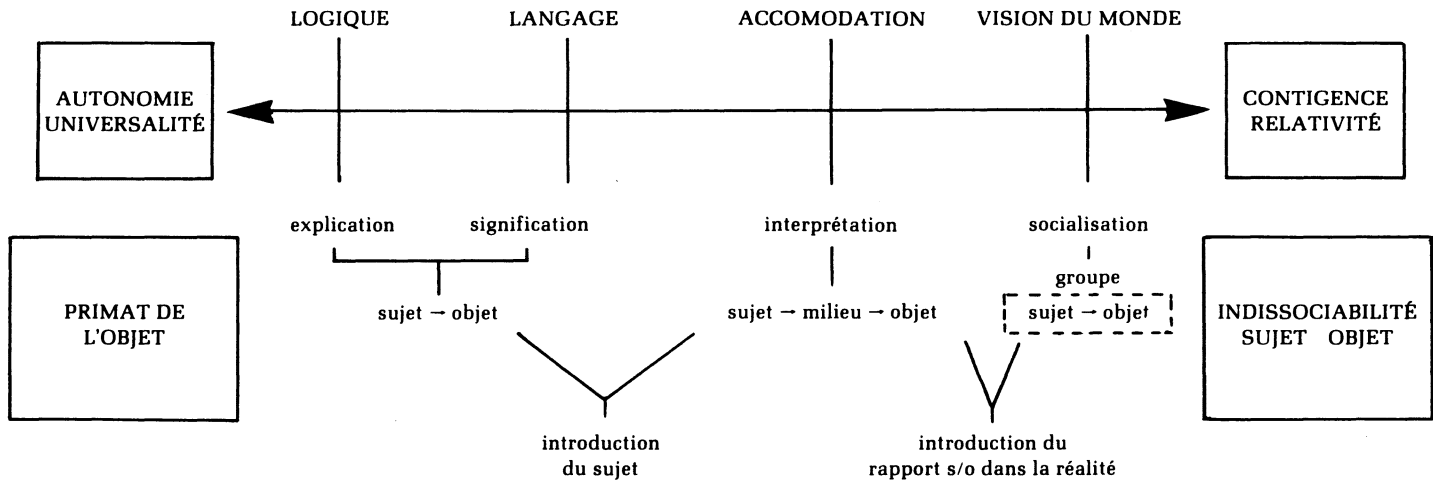 LOGIQUE
LANGAGE
ACCOMODATION
VISION DU MONDE
AUTONOMIE
UNIVERSALITÉ
CONTIGENCE
RELATIVITÉ
explication
signification
interprétation
socialisation
groupe
PRIMAT DE
L'OBJET
sujet → objet
sujet → milieu → objet
sujet → objet
INDISSOCIABILITÉ
SUJET OBJET
introduction
du sujet
introduction du
rapport s/o dans la réalité